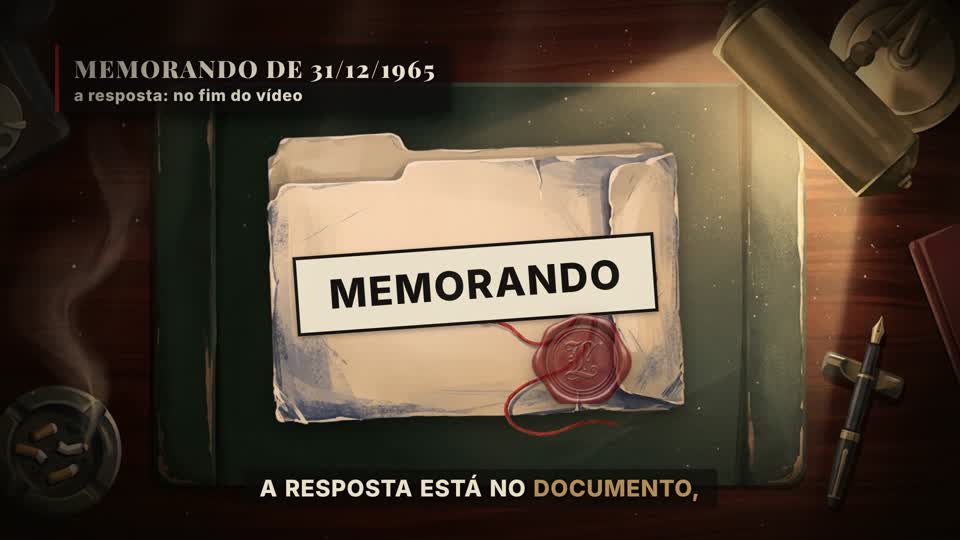 MEMORANDO DE 31/12/1965
a resposta: no fim do vídeo
MEMORANDO
A RESPOSTA ESTÁ NO DOCUMENTO,